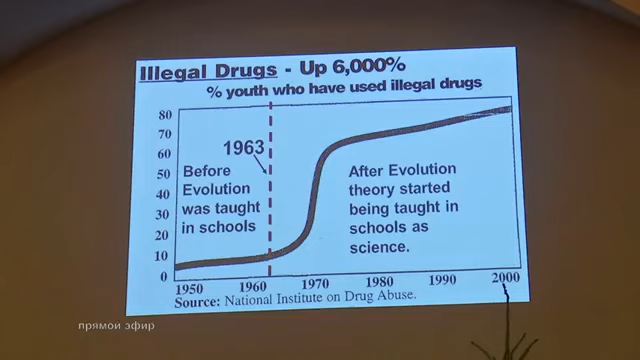 Illegal Drugs - Up 6,000%
% youth who have used illegal drugs
80
70
60
50
40
30
20
10
0
1963
Before
Evolution
was taught
in schools
After Evolution
theory started
being taught in
schools as
science.
1950 1960 1970 1980 1990 2000
Source: National Institute on Drug Abuse.
прямой эфир